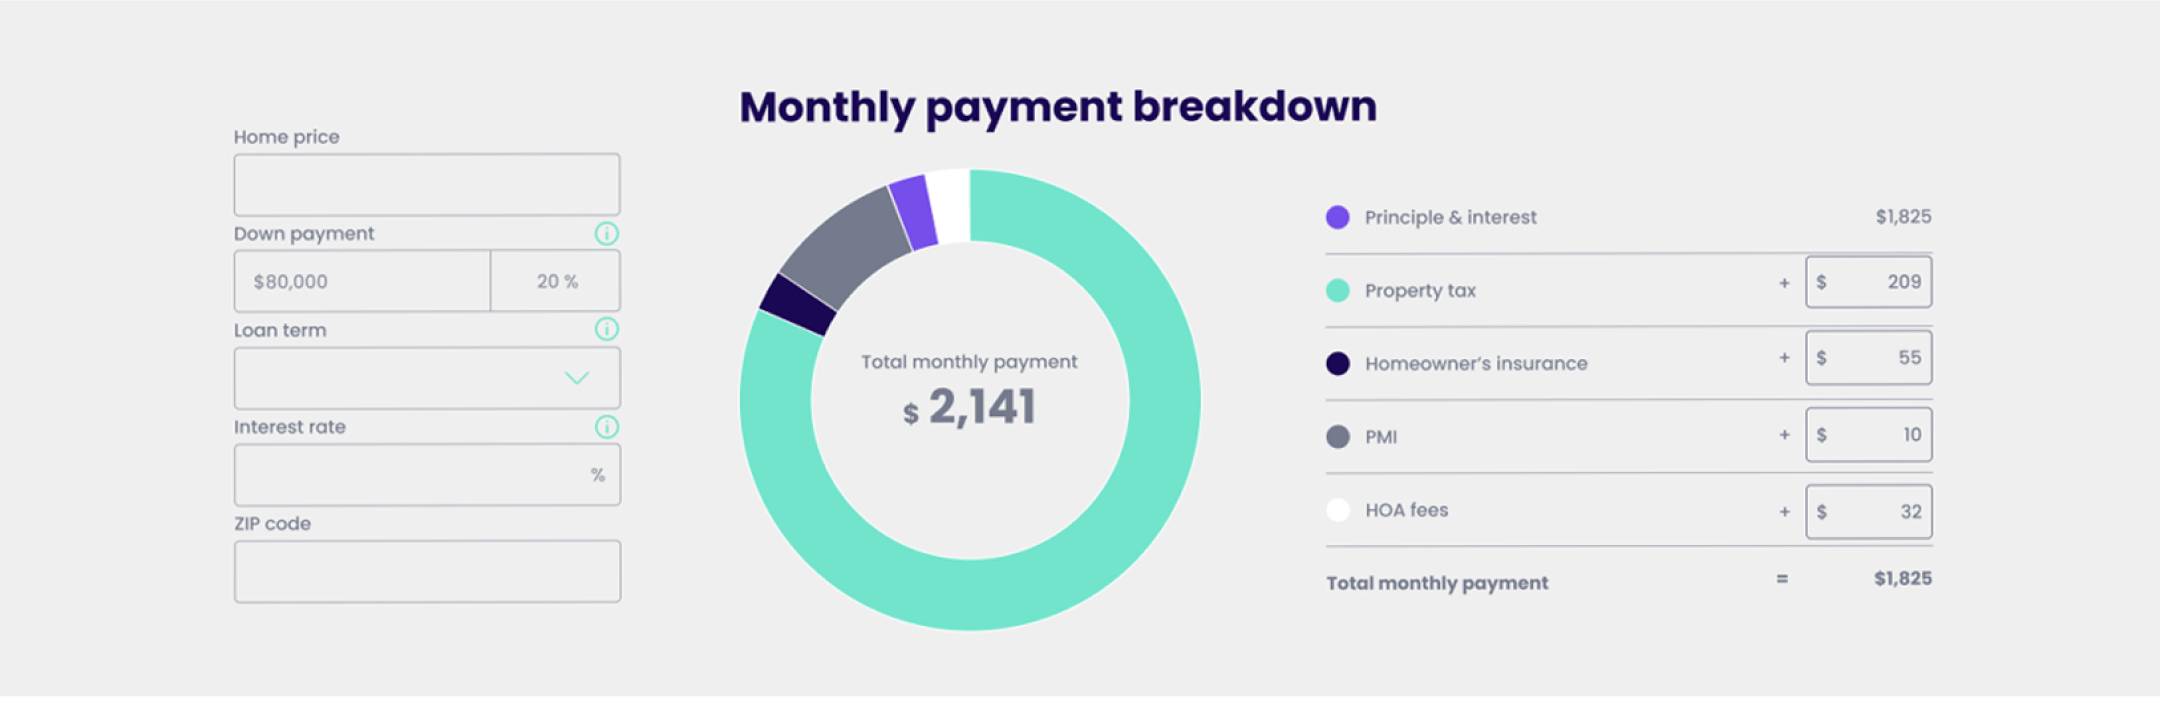 Monthly payment breakdown
Home price
Down payment
$80,000
20 %
Loan term
Interest rate
%
ZIP code
Total monthly payment
$ 2,141
Principle & interest $1,825
Property tax + $ 209
Homeowner's insurance + $ 55
PMI + $ 10
HOA fees + $ 32
Total monthly payment = $1,825